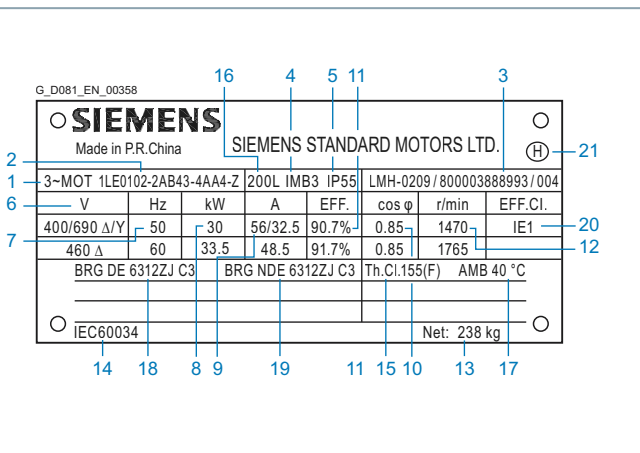 G_D081_EN_00358
16 4 5 11 3
SIEMENS
Made in P.R.China
SIEMENS STANDARD MOTORS LTD.
H 21
2
1 3~MOT 1LE0102-2AB43-4AA4-Z 200L IMB3 IP55 LMH-0209/800003888993/004
6 V Hz kW A EFF. cos φ r/min EFF.CI.
400/690 Δ/Y 50 30 56/32.5 90.7% 0.85 1470 IE1 20
7 12
460 Δ 60 33.5 48.5 91.7% 0.85 1765
BRG DE 6312ZJ C3 BRG NDE 6312ZJ C3 Th.Cl.155(F) AMB 40 °C
IEC60034 Net: 238 kg
14 18 8 9 19 11 15 10 13 17